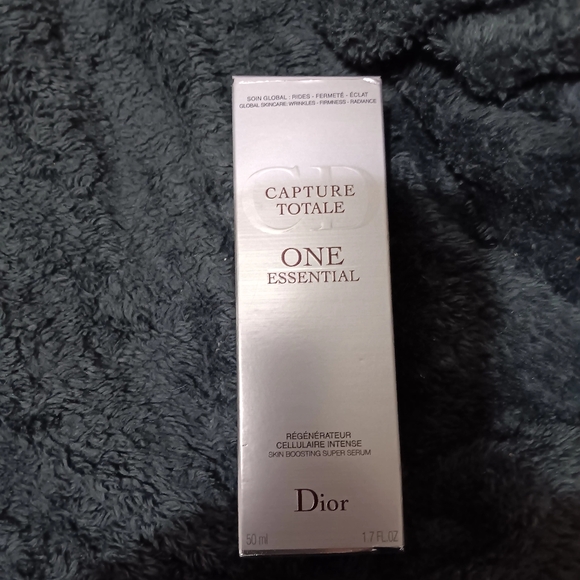 SOIN GLOBAL : RIDES - FERMETÉ - ÉCLAT
GLOBAL SKINCARE: WRINKLES - FIRMNESS - RADIANCE
CD
CAPTURE
TOTALE
ONE
ESSENTIAL
RÉGÉNÉRATEUR
CELLULAIRE INTENSE
SKIN BOOSTING SUPER SERUM
Dior
50 ml 1.7 FL.OZ